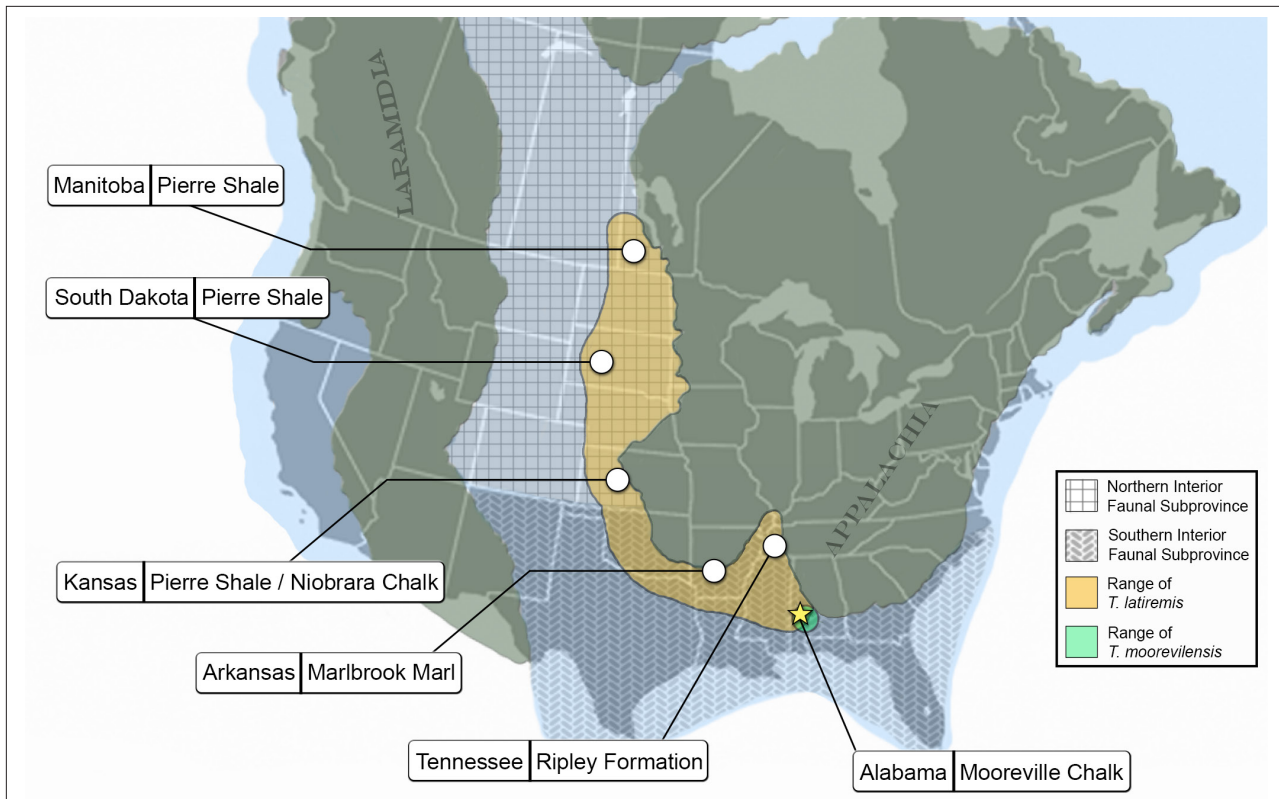 LARAMIDIA
Manitoba Pierre Shale
South Dakota Pierre Shale
APPALACHIA
Northern Interior
Faunal Subprovince
Southern Interior
Faunal Subprovince
Range of
T. latiremis
Range of
T. moorevilensis
Kansas Pierre Shale / Niobrara Chalk
Arkansas Marlbrook Marl
Tennessee Ripley Formation
Alabama Mooreville Chalk